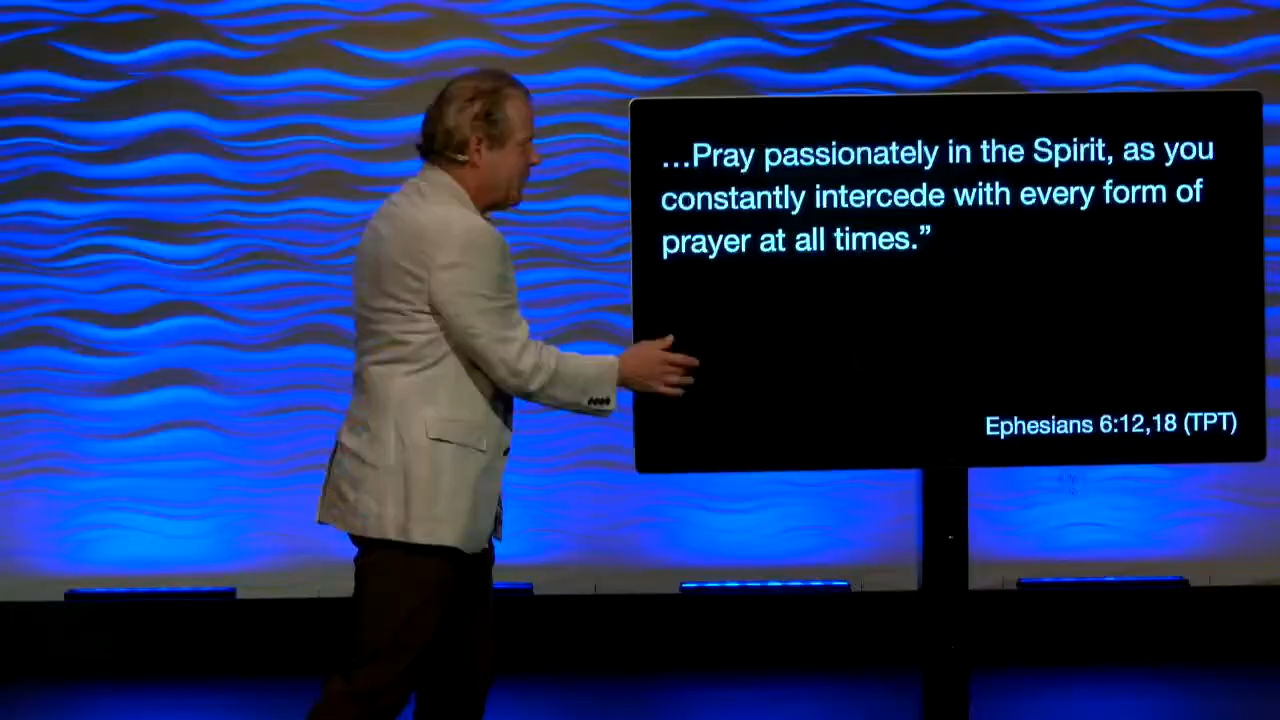 …Pray passionately in the Spirit, as you
constantly intercede with every form of
prayer at all times.”
Ephesians 6:12,18 (TPT)